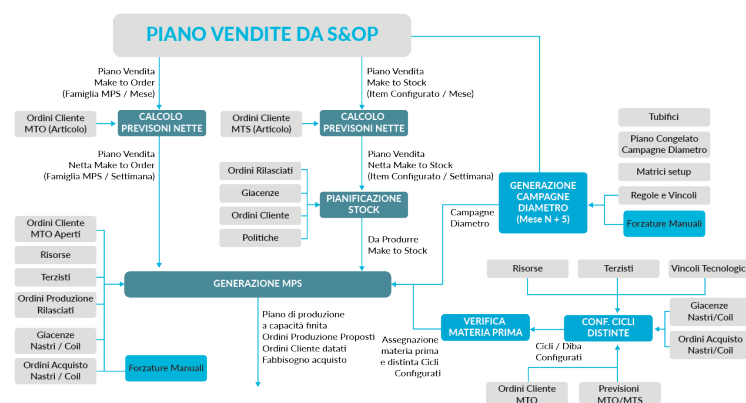 PIANO VENDITE DA S&OP
Piano Vendita
Make to Order
(Famiglia MPS / Mese)
Piano Vendita
Make to Stock
(Item Configurato / Mese)
Ordini Cliente
MTO (Articolo)
CALCOLO
PREVISONI NETTE
Ordini Cliente
MTS (Articolo)
CALCOLO
PREVISONI NETTE
Piano Vendita
Netta Make to Order
(Famiglia MPS / Settimana)
Piano Vendita
Netta Make to Stock
(Item Configurato / Settimana)
Ordini Rilasciati
Giacenze
Ordini Cliente
Politiche
PIANIFICAZIONE
STOCK
Da Produrre
Make to Stock
GENERAZIONE
CAMPAGNE
DIAMETRO
(Mese N + 5)
Campagne
Diametro
Tubifici
Piano Congelato
Campagne Diametro
Matrici setup
Regole e Vincoli
Forzature Manuali
Ordini Cliente
MTO Aperti
Risorse
Terzisti
Ordini Produzione
Rilasciati
Giacenze
Nastri / Coil
Ordini Acquisto
Nastri / Coil
Forzature Manuali
GENERAZIONE MPS
Piano di produzione
a capacità finita
Ordini Produzione Proposti
Ordini Cliente datati
Fabbisogno acquisto
Assegnazione
materia prima
e distinta Cicli
Configurati
VERIFICA
MATERIA PRIMA
Cicli / Diba
Configurati
CONF. CICLI
DISTINTE
Risorse
Terzisti
Vincoli Tecnologic
Giacenze
Nastri/Coil
Ordini Acquisto
Nastri/Coil
Ordini Cliente
MTO
Previsioni
MTO/MTS